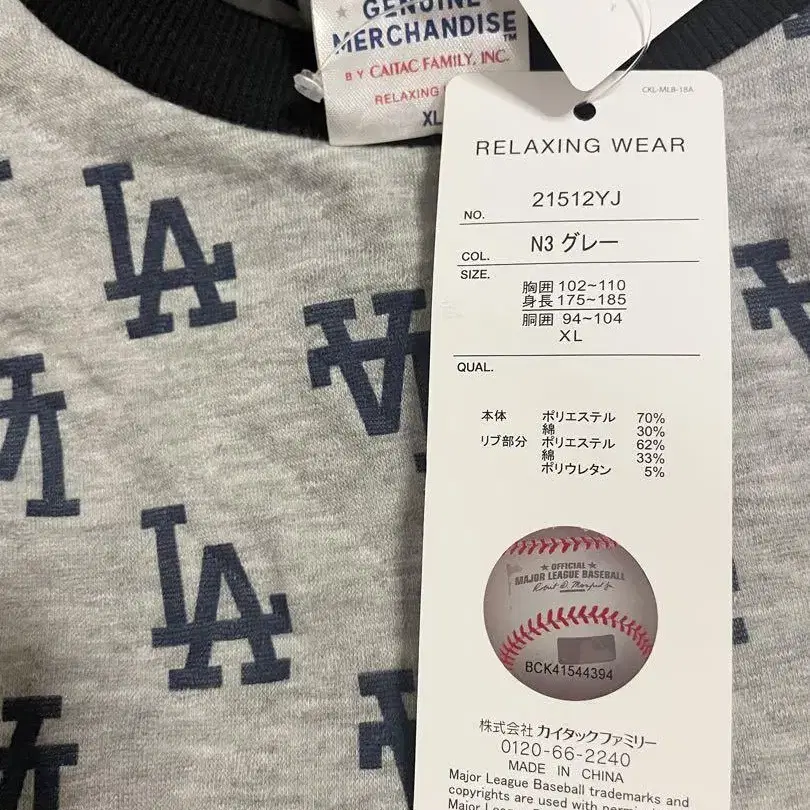 GENUINE
MERCHANDISE™
BY CAITAC FAMILY, INC.
RELAXING
XL
CKL-MLB-18A
RELAXING WEAR
NO. 21512YJ
COL. N3 グレー
SIZE.
胸囲 102~110
身長 175~185
胴囲 94~104
XL
QUAL.
本体 ポリエステル 70%
綿 30%
リブ部分 ポリエステル 62%
綿 33%
ポリウレタン 5%
★ OFFICIAL ★
MAJOR LEAGUE BASEBALL
BCK41544394
株式会社 カイタックファミリー
0120-66-2240
MADE IN CHINA
Major League Baseball trademarks and
copyrights are used with
LA
LA
LA
LA
LA
LA
LA